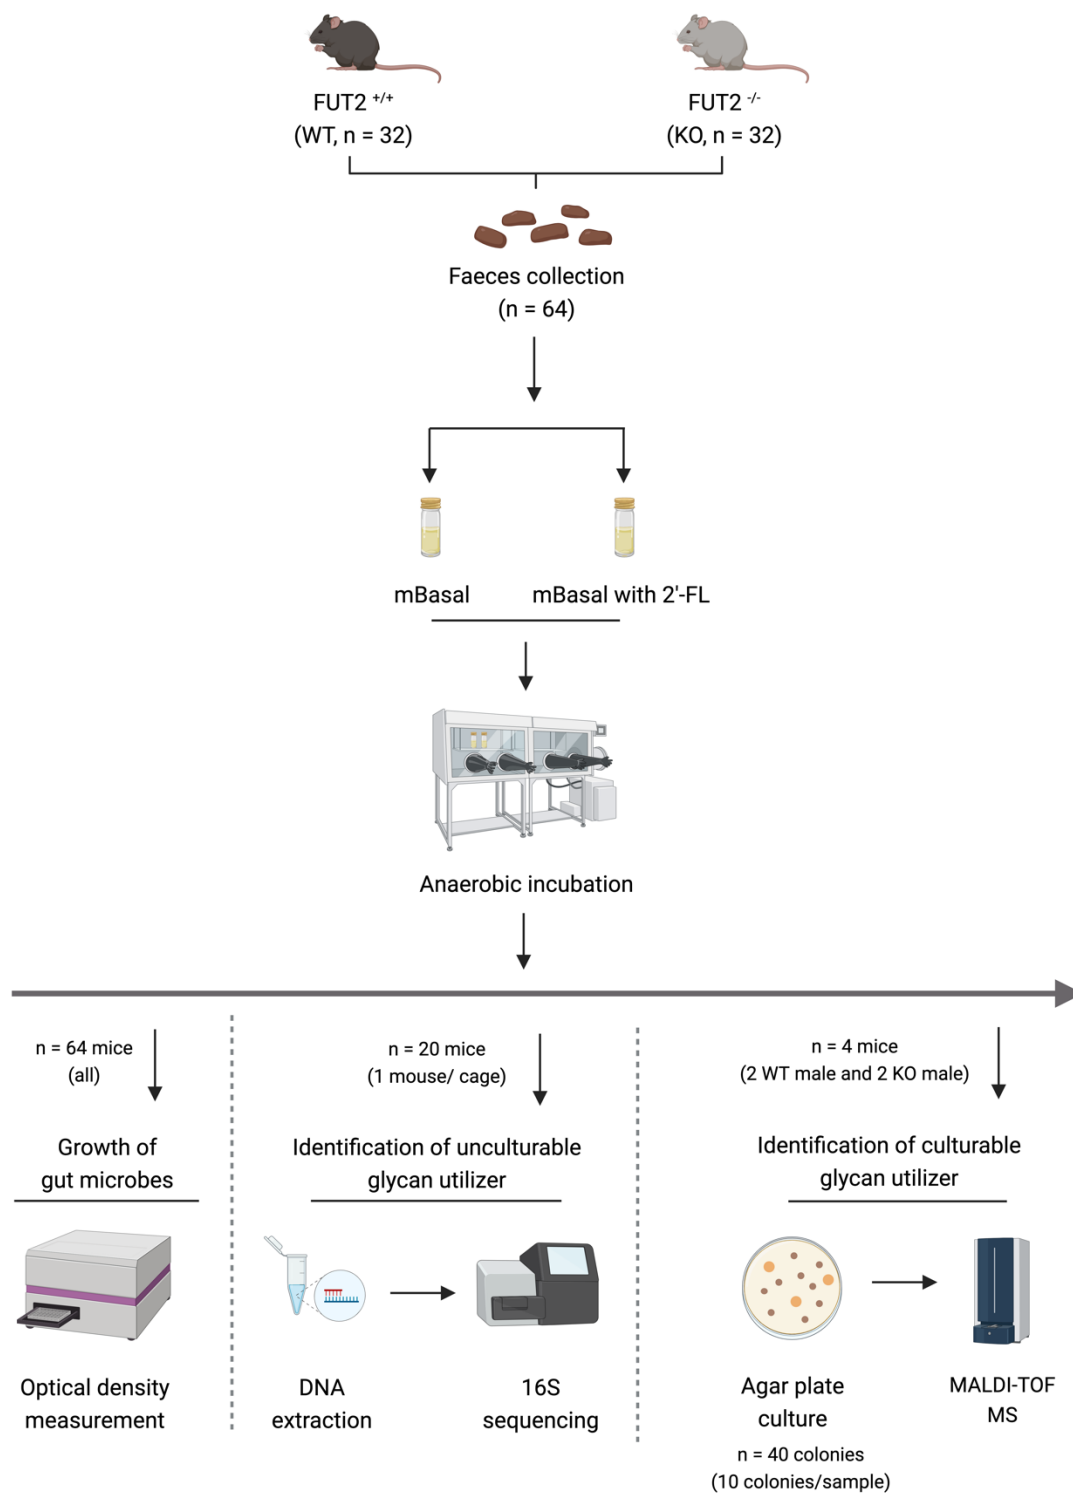 FUT2 +/+
(WT, n = 32)
FUT2 -/-
(KO, n = 32)
Faeces collection
(n = 64)
mBasal
mBasal with 2'-FL
Anaerobic incubation
n = 64 mice
(all)
Growth of
gut microbes
Optical density
measurement
n = 20 mice
(1 mouse/ cage)
Identification of unculturable
glycan utilizer
DNA
extraction
16S
sequencing
n = 4 mice
(2 WT male and 2 KO male)
Identification of culturable
glycan utilizer
Agar plate
culture
n = 40 colonies
(10 colonies/sample)
MALDI-TOF
MS